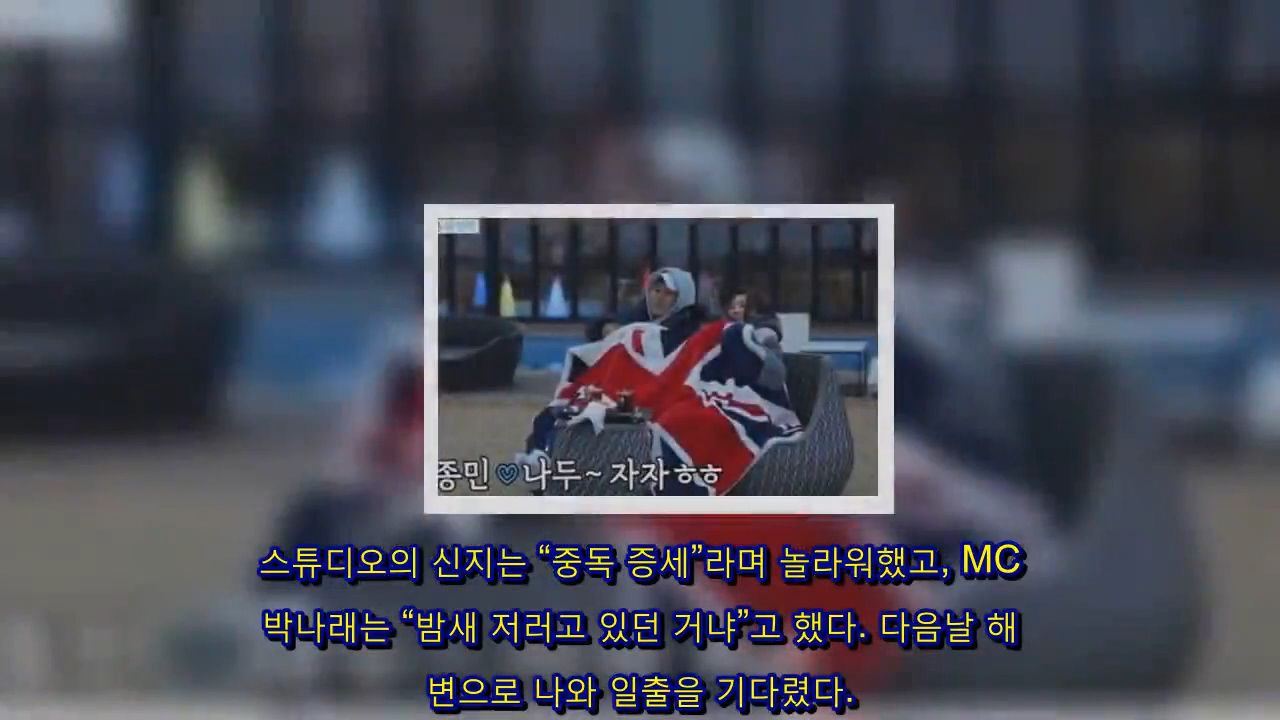 종민♡나두~ 자자ㅎㅎ
스튜디오의 신지는 “중독 증세”라며 놀라워했고, MC
박나래는 “밤새 저러고 있던 거냐”고 했다. 다음날 해
변으로 나와 일출을 기다렸다.